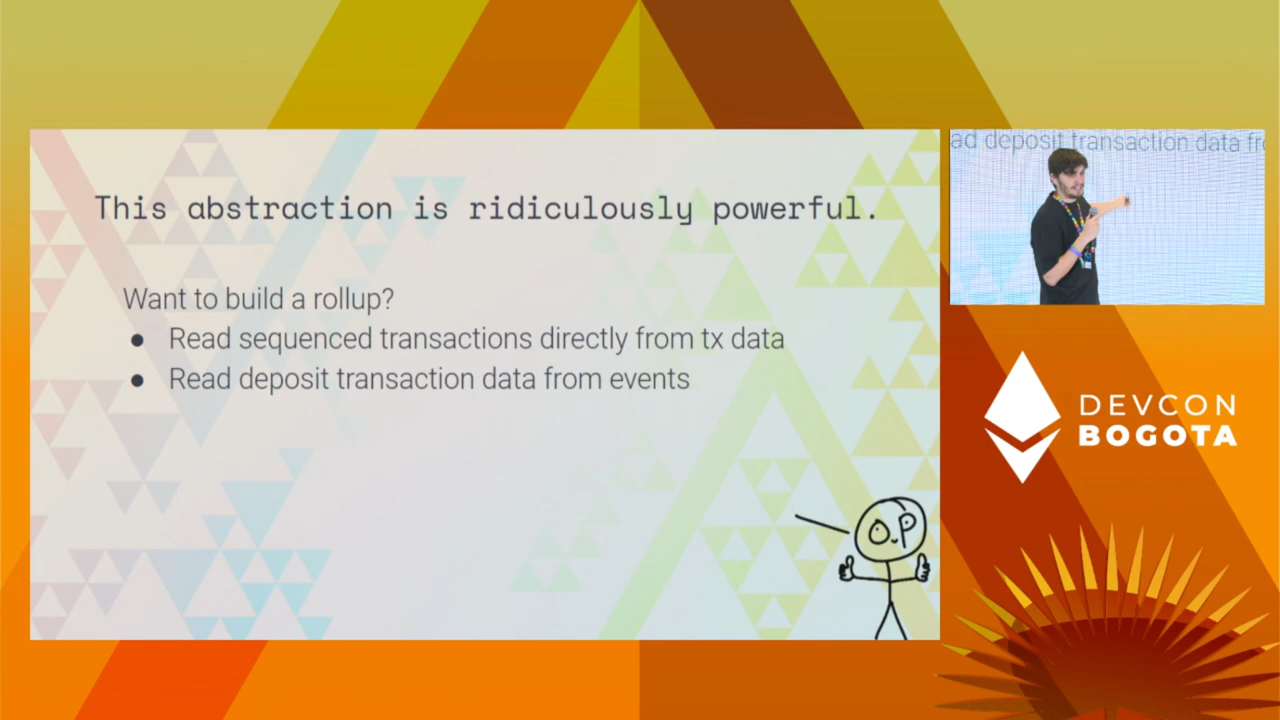 This abstraction is ridiculously powerful.
Want to build a rollup?
● Read sequenced transactions directly from tx data
● Read deposit transaction data from events
O.P
ad deposit transaction data fro
DEVCON
BOGOTA